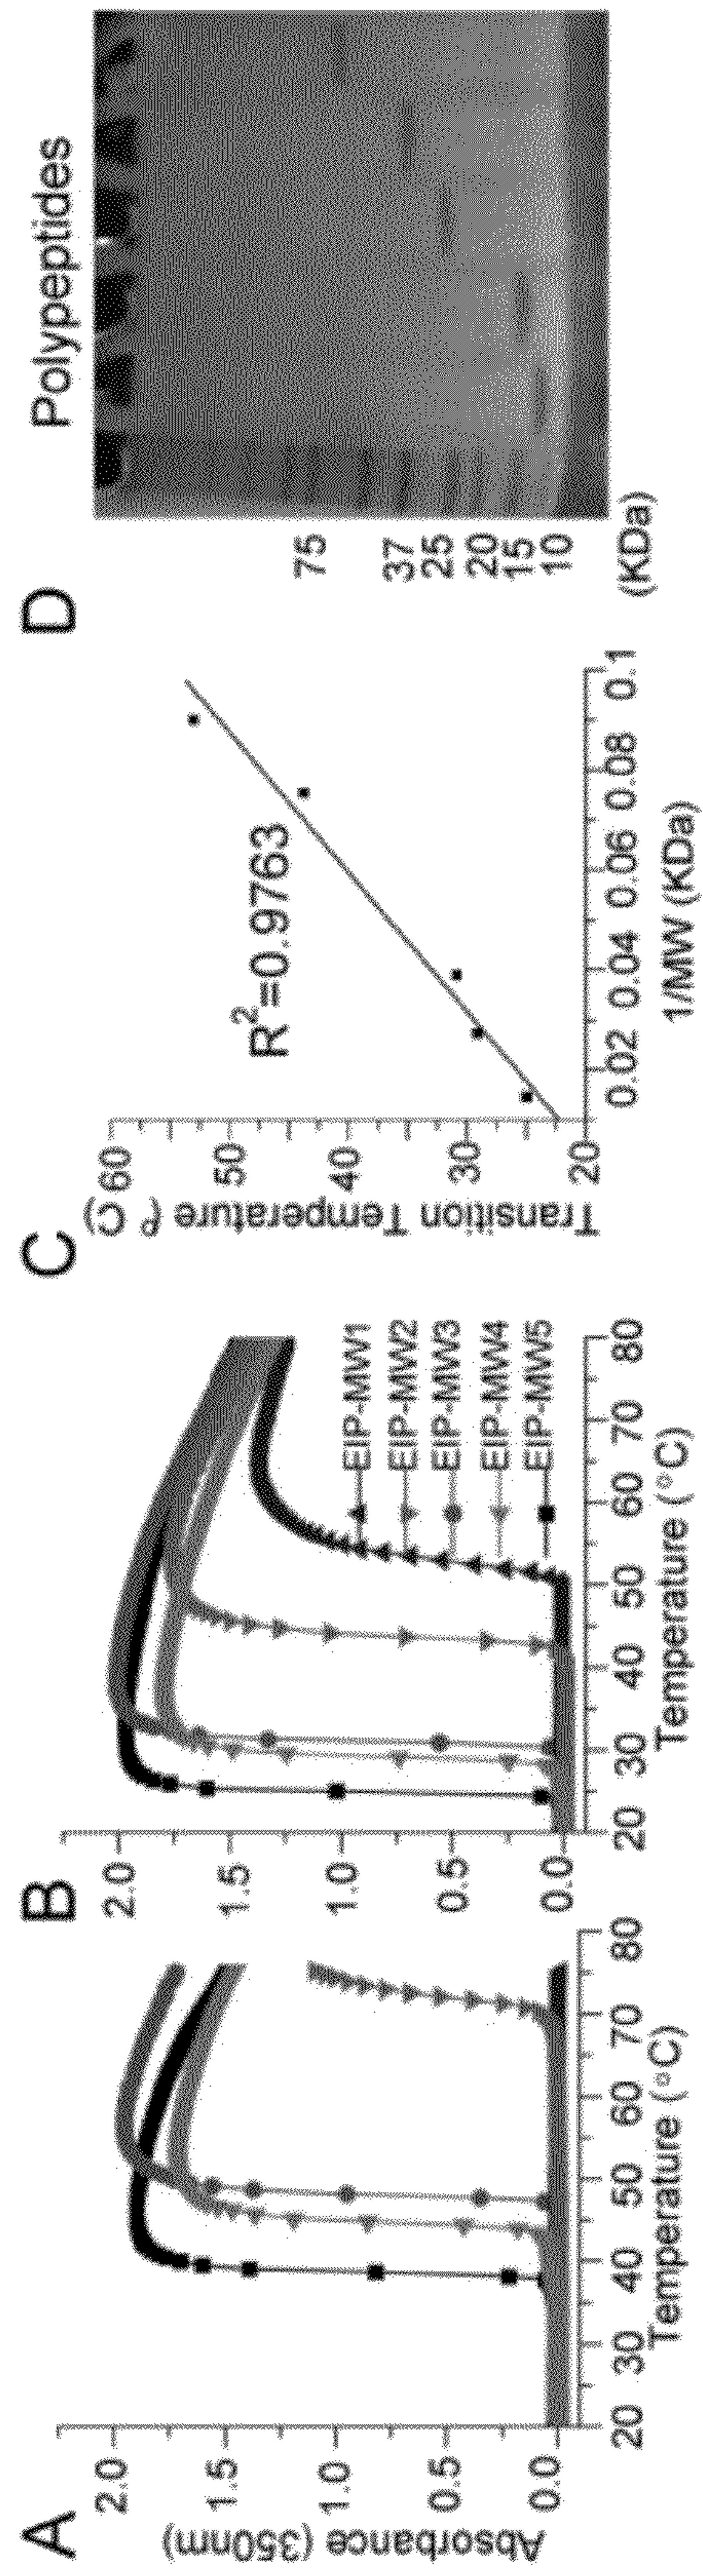 A
Absorbance (350nm)
2.0
1.5
1.0
0.5
0.0
20 30 40 50 60 70 80
Temperature (°C)
B
2.0
1.5
1.0
0.5
0.0
EIP-MW1
EIP-MW2
EIP-MW3
EIP-MW4
EIP-MW5
20 30 40 50 60 70 80
Temperature (°C)
C
Transition Temperature (°C)
60
50
40
30
20
R²=0.9763
0.02 0.04 0.06 0.08 0.1
1/MW (KDa)
D
Polypeptides
75
37
25
20
15
10
(KDa)